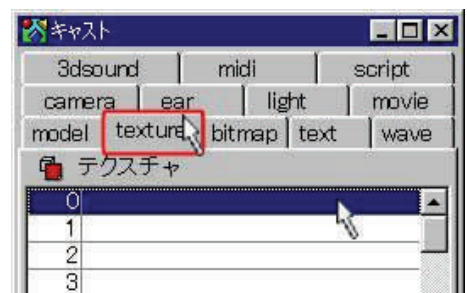 キャスト
3dsound midi script
camera ear light movie
model texture bitmap text wave
テクスチャ
0
1
2
3